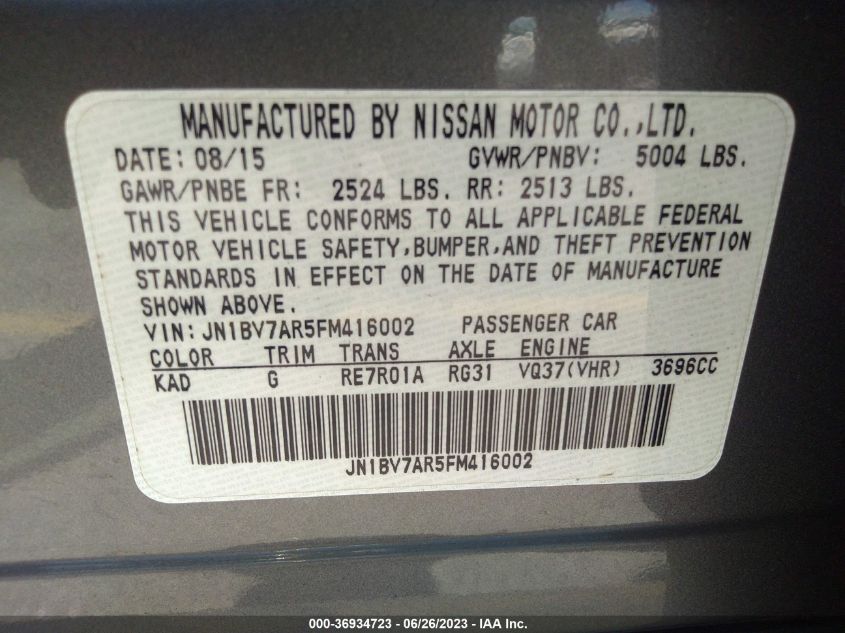 MANUFACTURED BY NISSAN MOTOR CO.,LTD.
DATE: 08/15 GVWR/PNBV: 5004 LBS.
GAWR/PNBE FR: 2524 LBS. RR: 2513 LBS.
THIS VEHICLE CONFORMS TO ALL APPLICABLE FEDERAL
MOTOR VEHICLE SAFETY,BUMPER,AND THEFT PREVENTION
STANDARDS IN EFFECT ON THE DATE OF MANUFACTURE
SHOWN ABOVE.
VIN: JN1BV7AR5FM416002 PASSENGER CAR
COLOR TRIM TRANS AXLE ENGINE
KAD G RE7R01A RG31 VQ37(VHR) 3696CC
JN1BV7AR5FM416002
000-36934723 - 06/26/2023 - IAA Inc.